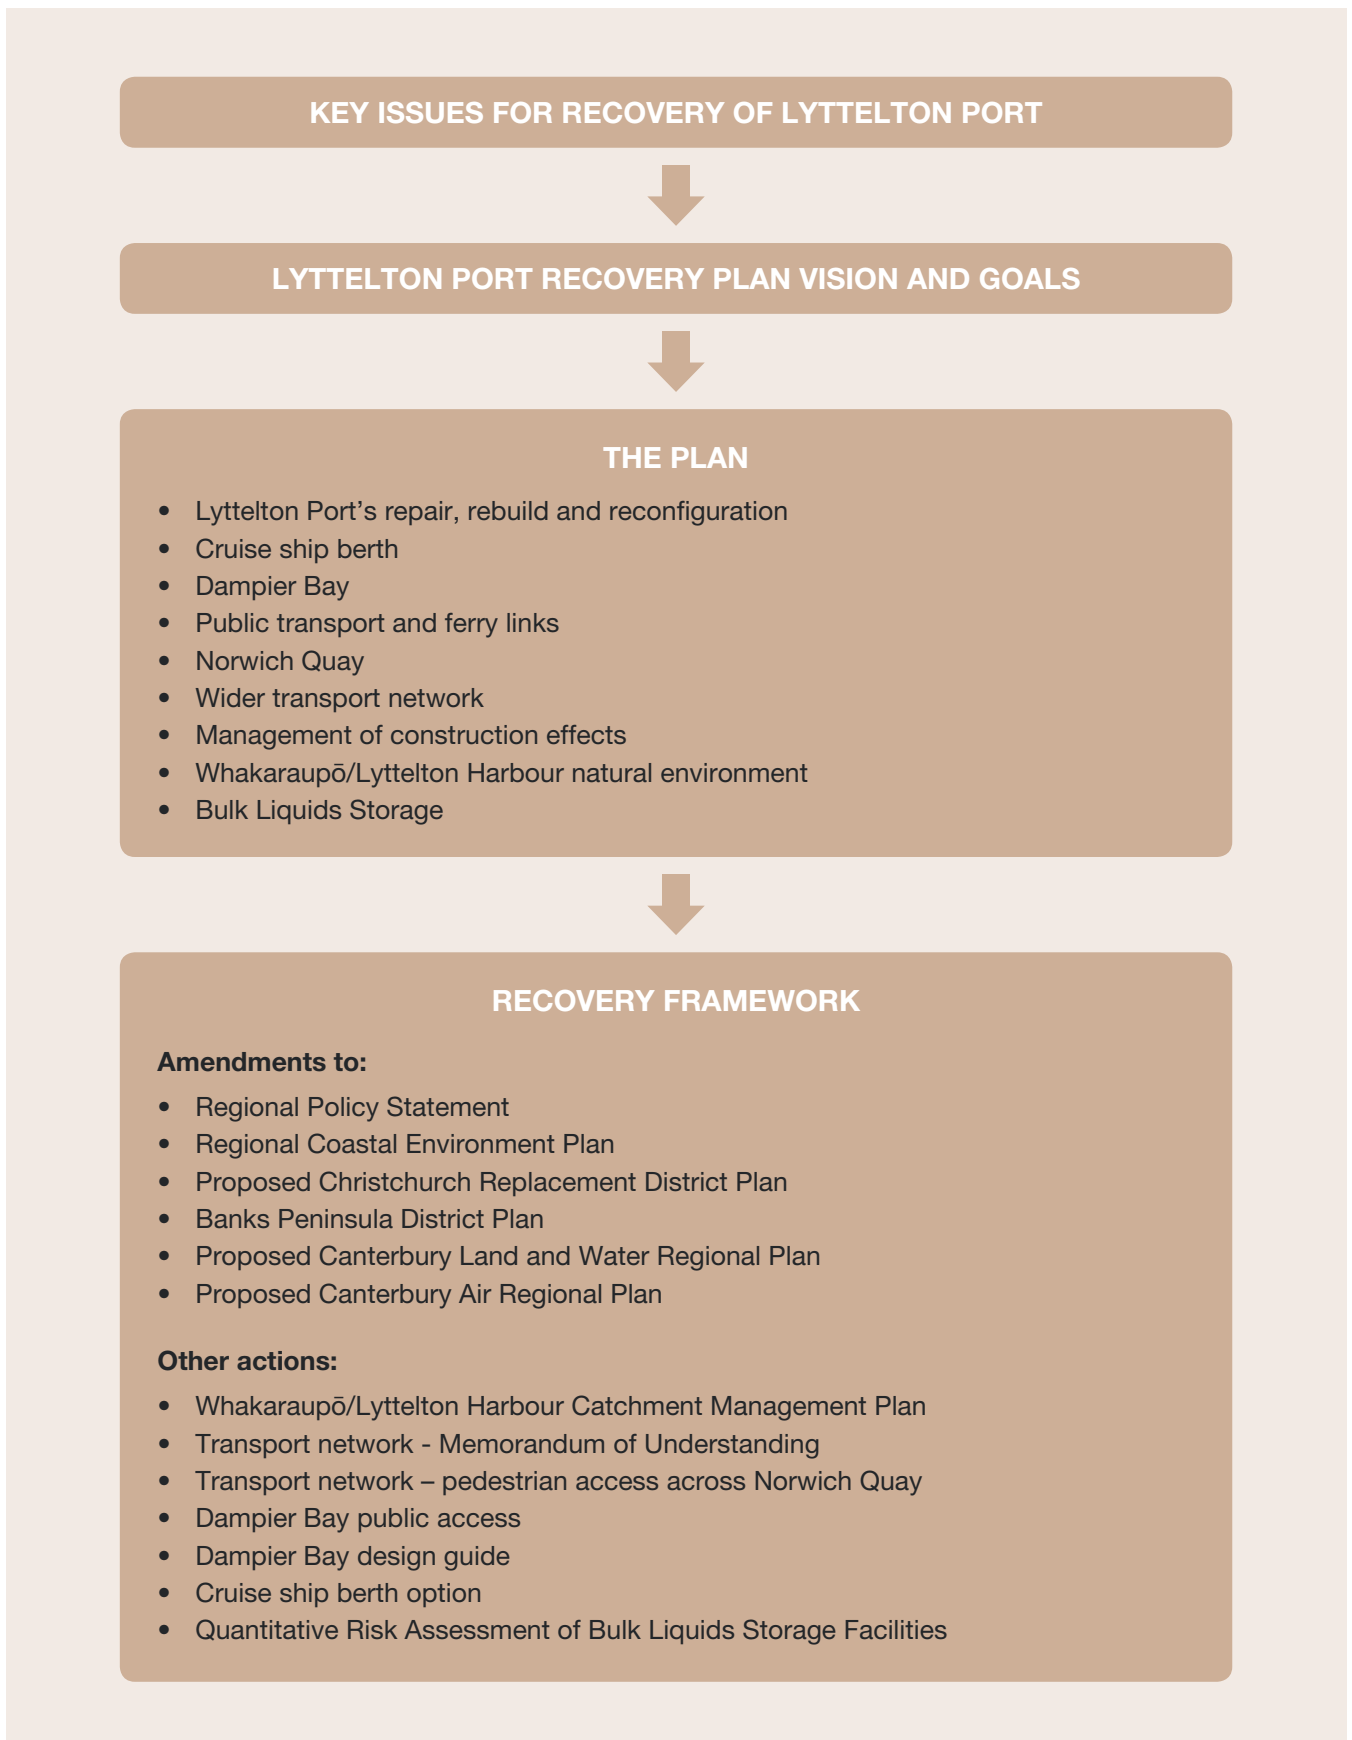 KEY ISSUES FOR RECOVERY OF LYTTELTON PORT
LYTTELTON PORT RECOVERY PLAN VISION AND GOALS
THE PLAN
• Lyttelton Port’s repair, rebuild and reconfiguration
• Cruise ship berth
• Dampier Bay
• Public transport and ferry links
• Norwich Quay
• Wider transport network
• Management of construction effects
• Whakaraupō/Lyttelton Harbour natural environment
• Bulk Liquids Storage
RECOVERY FRAMEWORK
Amendments to:
• Regional Policy Statement
• Regional Coastal Environment Plan
• Proposed Christchurch Replacement District Plan
• Banks Peninsula District Plan
• Proposed Canterbury Land and Water Regional Plan
• Proposed Canterbury Air Regional Plan
Other actions:
• Whakaraupō/Lyttelton Harbour Catchment Management Plan
• Transport network - Memorandum of Understanding
• Transport network – pedestrian access across Norwich Quay
• Dampier Bay public access
• Dampier Bay design guide
• Cruise ship berth option
• Quantitative Risk Assessment of Bulk Liquids Storage Facilities